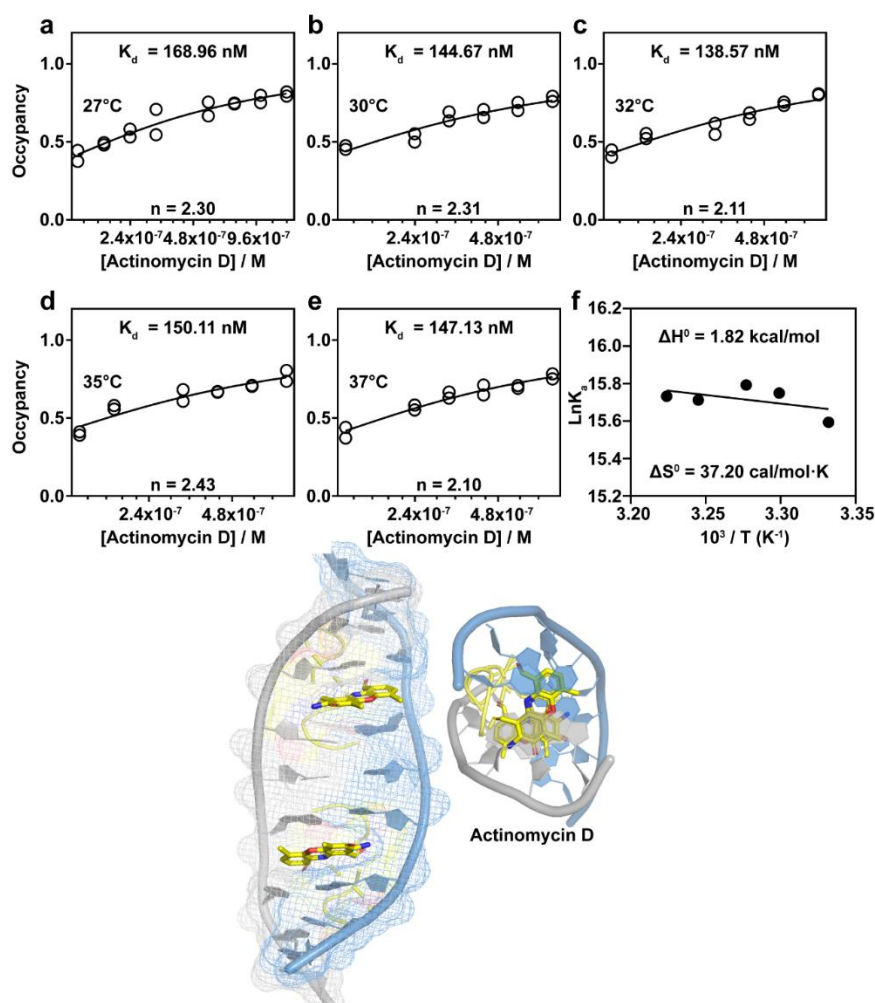 a
K_d = 168.96 nM
27°C
n = 2.30
Occupancy
0.0
0.5
1.0
2.4x10⁻⁷ 4.8x10⁻⁷ 9.6x10⁻⁷
[Actinomycin D] / M
b
K_d = 144.67 nM
30°C
n = 2.31
0.0
0.5
1.0
2.4x10⁻⁷ 4.8x10⁻⁷
[Actinomycin D] / M
c
K_d = 138.57 nM
32°C
n = 2.11
0.0
0.5
1.0
2.4x10⁻⁷ 4.8x10⁻⁷
[Actinomycin D] / M
d
K_d = 150.11 nM
35°C
n = 2.43
Occupancy
0.0
0.5
1.0
2.4x10⁻⁷ 4.8x10⁻⁷
[Actinomycin D] / M
e
K_d = 147.13 nM
37°C
n = 2.10
0.0
0.5
1.0
2.4x10⁻⁷ 4.8x10⁻⁷
[Actinomycin D] / M
f
ΔH⁰ = 1.82 kcal/mol
ΔS⁰ = 37.20 cal/mol·K
LnK_a
16.2
16.0
15.8
15.6
15.4
15.2
3.20 3.25 3.30 3.35
10³ / T (K⁻¹)
Actinomycin D